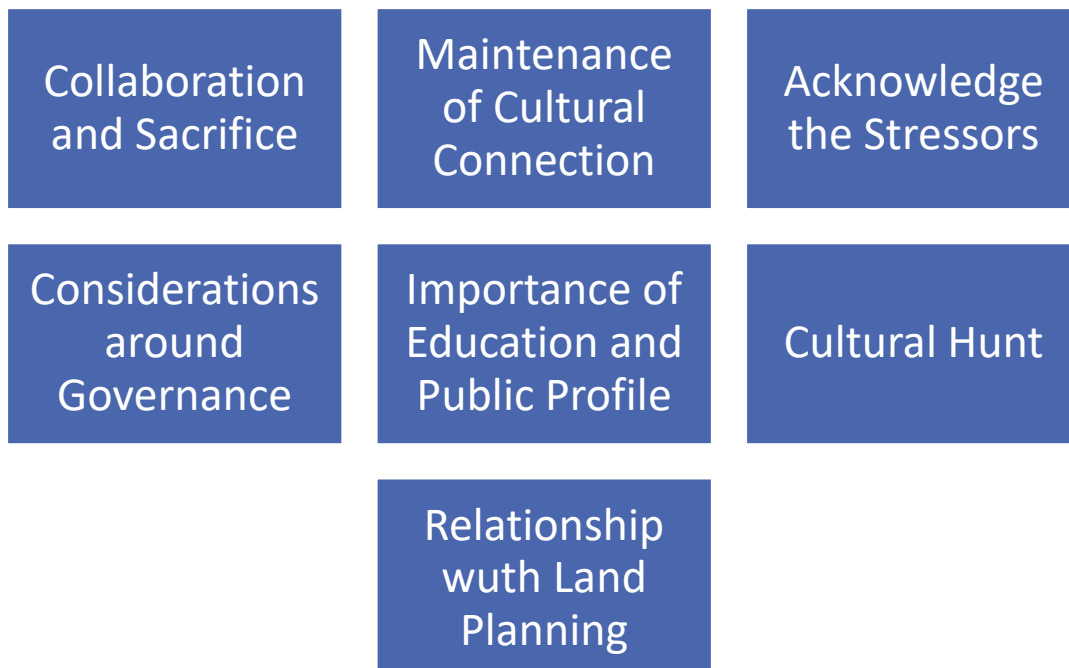 Collaboration
and Sacrifice
Maintenance
of Cultural
Connection
Acknowledge
the Stressors
Considerations
around
Governance
Importance of
Education and
Public Profile
Cultural Hunt
Relationship
wuth Land
Planning